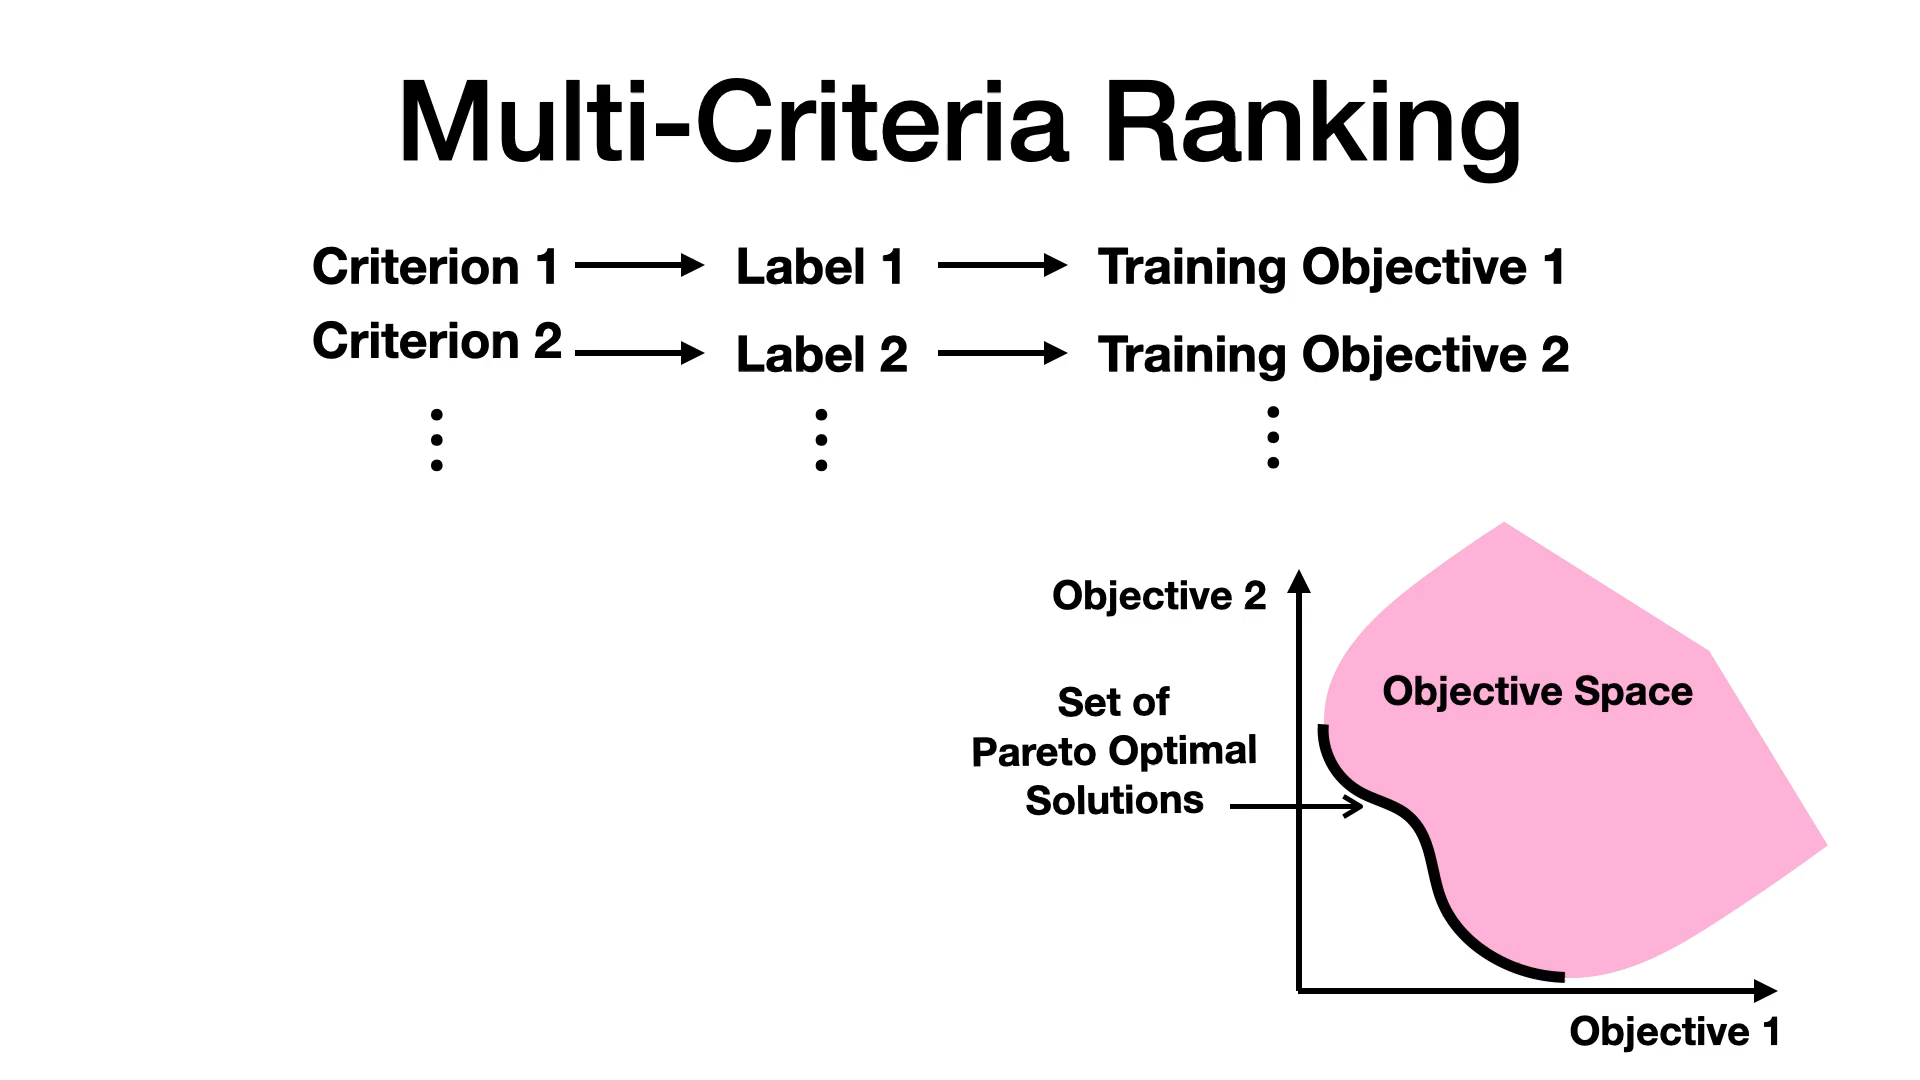 Multi-Criteria Ranking
Criterion 1
Label 1
Training Objective 1
Criterion 2
Label 2
Training Objective 2
Objective 2
Objective Space
Set of
Pareto Optimal
Solutions
Objective 1